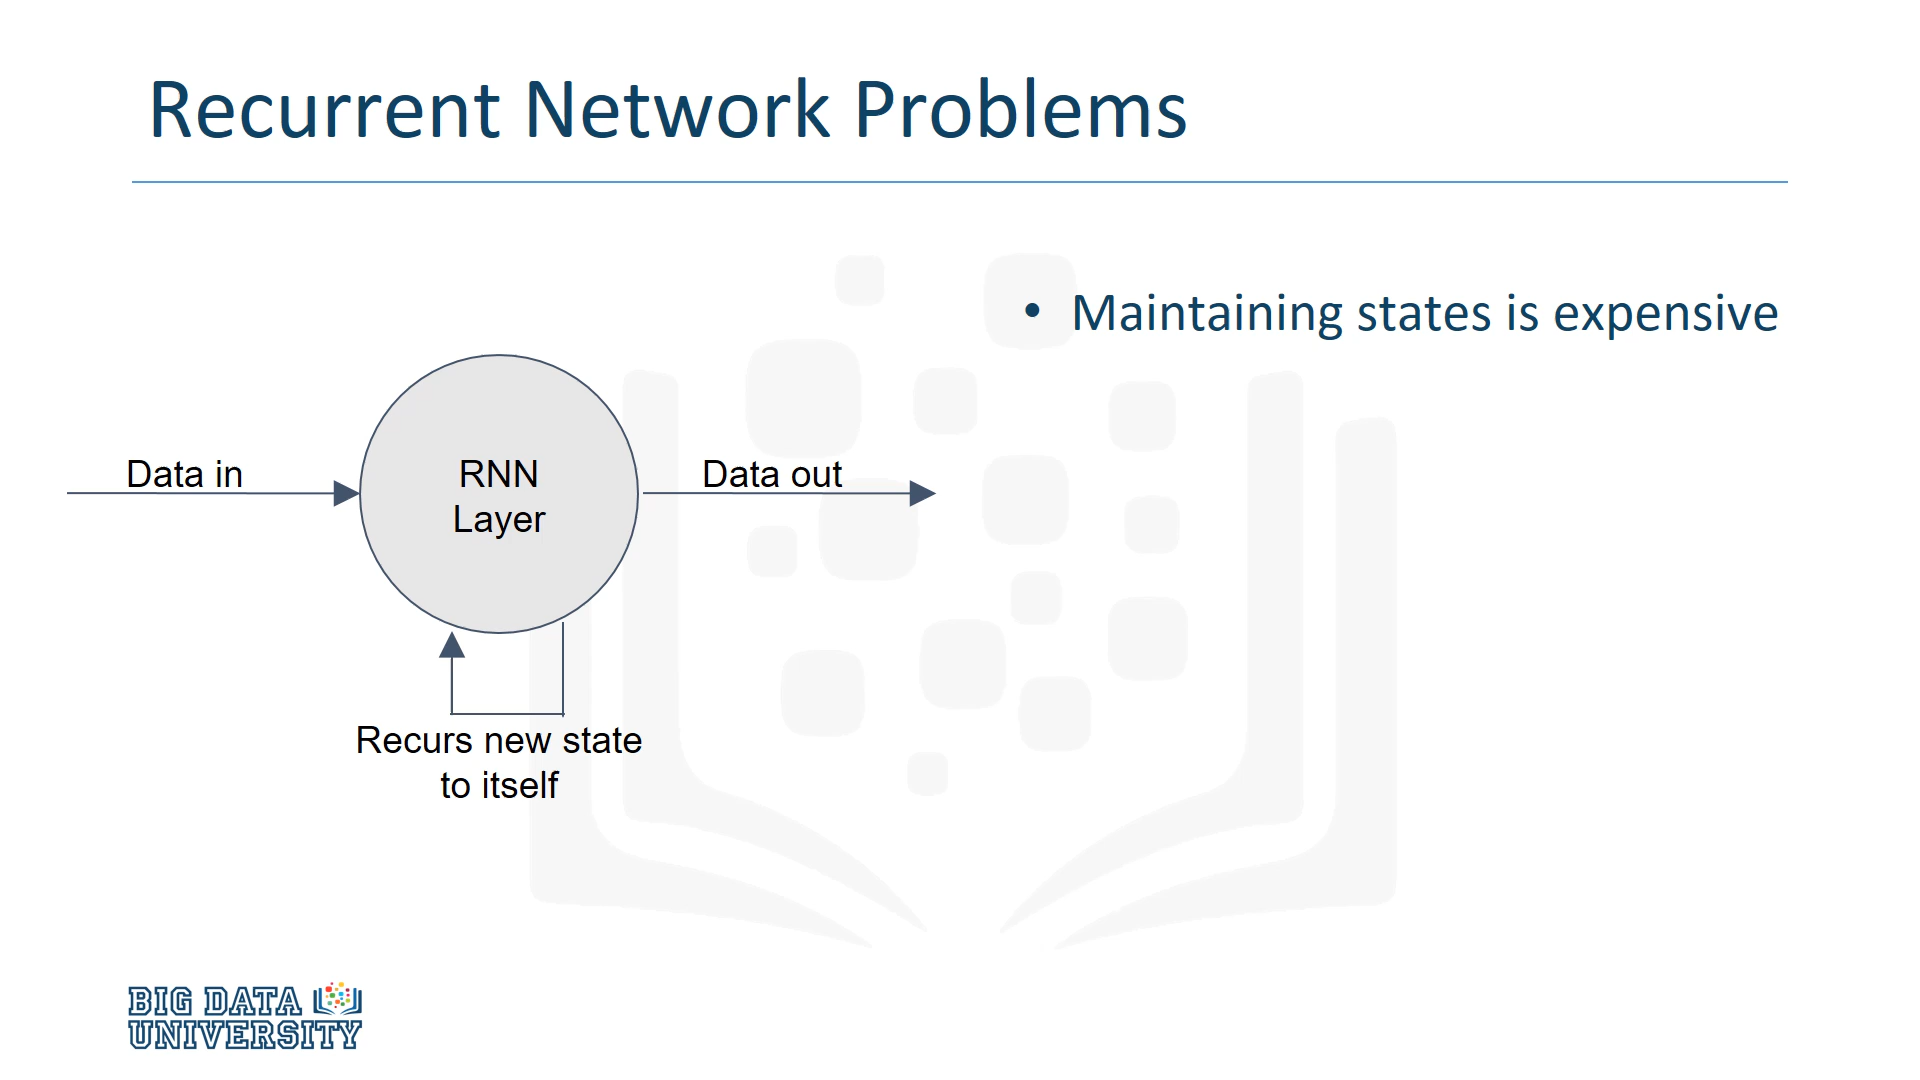 Recurrent Network Problems
• Maintaining states is expensive
Data in
RNN
Layer
Data out
Recurs new state
to itself
BIG DATA
UNIVERSITY